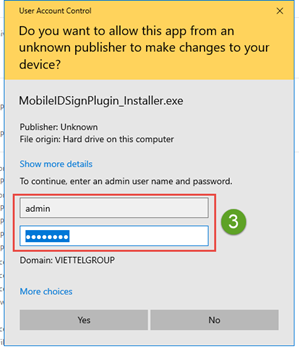 User Account Control
Do you want to allow this app from an
unknown publisher to make changes to your
device?
MobileIDSignPlugin_Installer.exe
Publisher: Unknown
File origin: Hard drive on this computer
Show more details
To continue, enter an admin user name and password.
admin
••••••••
3
Domain: VIETTELGROUP
More choices
Yes
No